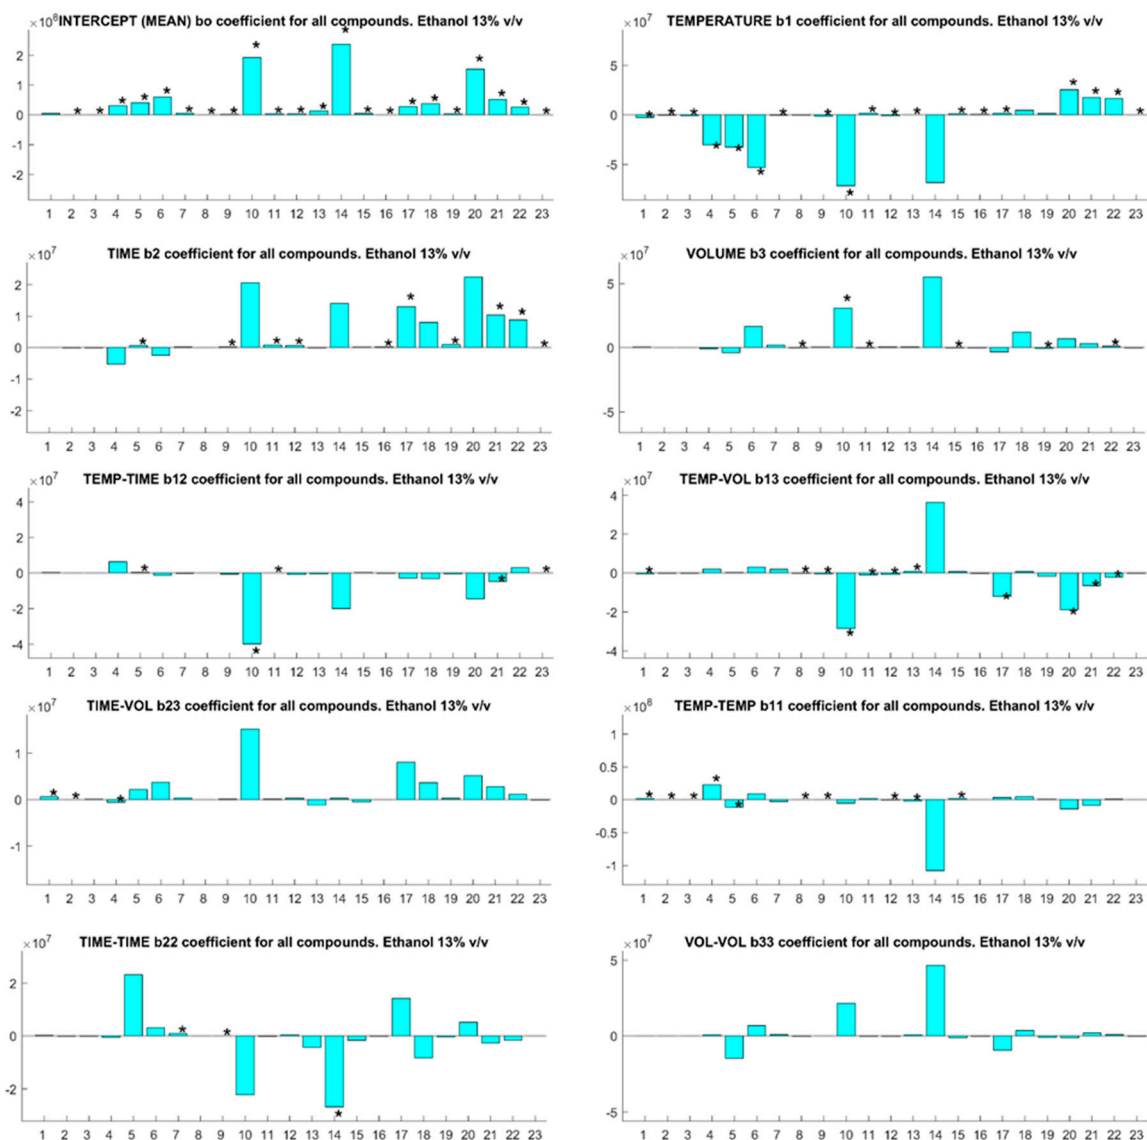 ×10⁸
INTERCEPT (MEAN) bo coefficient for all compounds. Ethanol 13% v/v
2
1
0
-1
-2
1 2 3 4 5 6 7 8 9 10 11 12 13 14 15 16 17 18 19 20 21 22 23
×10⁷
TEMPERATURE b1 coefficient for all compounds. Ethanol 13% v/v
5
0
-5
1 2 3 4 5 6 7 8 9 10 11 12 13 14 15 16 17 18 19 20 21 22 23
×10⁷
TIME b2 coefficient for all compounds. Ethanol 13% v/v
2
1
0
-1
-2
1 2 3 4 5 6 7 8 9 10 11 12 13 14 15 16 17 18 19 20 21 22 23
×10⁷
VOLUME b3 coefficient for all compounds. Ethanol 13% v/v
5
0
-5
1 2 3 4 5 6 7 8 9 10 11 12 13 14 15 16 17 18 19 20 21 22 23
×10⁷
TEMP-TIME b12 coefficient for all compounds. Ethanol 13% v/v
4
2
0
-2
-4
1 2 3 4 5 6 7 8 9 10 11 12 13 14 15 16 17 18 19 20 21 22 23
×10⁷
TEMP-VOL b13 coefficient for all compounds. Ethanol 13% v/v
4
2
0
-2
-4
1 2 3 4 5 6 7 8 9 10 11 12 13 14 15 16 17 18 19 20 21 22 23
×10⁷
TIME-VOL b23 coefficient for all compounds. Ethanol 13% v/v
1
0
-1
1 2 3 4 5 6 7 8 9 10 11 12 13 14 15 16 17 18 19 20 21 22 23
×10⁸
TEMP-TEMP b11 coefficient for all compounds. Ethanol 13% v/v
1
0.5
0
-0.5
-1
1 2 3 4 5 6 7 8 9 10 11 12 13 14 15 16 17 18 19 20 21 22 23
×10⁷
TIME-TIME b22 coefficient for all compounds. Ethanol 13% v/v
2
0
-2
1 2 3 4 5 6 7 8 9 10 11 12 13 14 15 16 17 18 19 20 21 22 23
×10⁷
VOL-VOL b33 coefficient for all compounds. Ethanol 13% v/v
5
0
-5
1 2 3 4 5 6 7 8 9 10 11 12 13 14 15 16 17 18 19 20 21 22 23